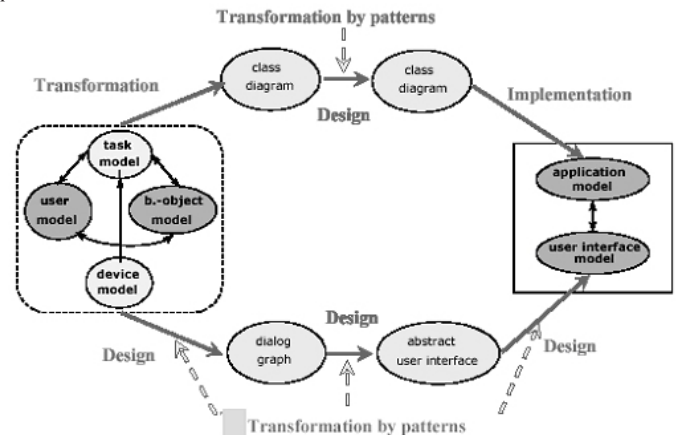 Transformation by patterns
class
diagram
class
diagram
Transformation
Design
Implementation
task
model
user
model
b.-object
model
device
model
application
model
user interface
model
Design
dialog
graph
abstract
user interface
Design
Design
Transformation by patterns